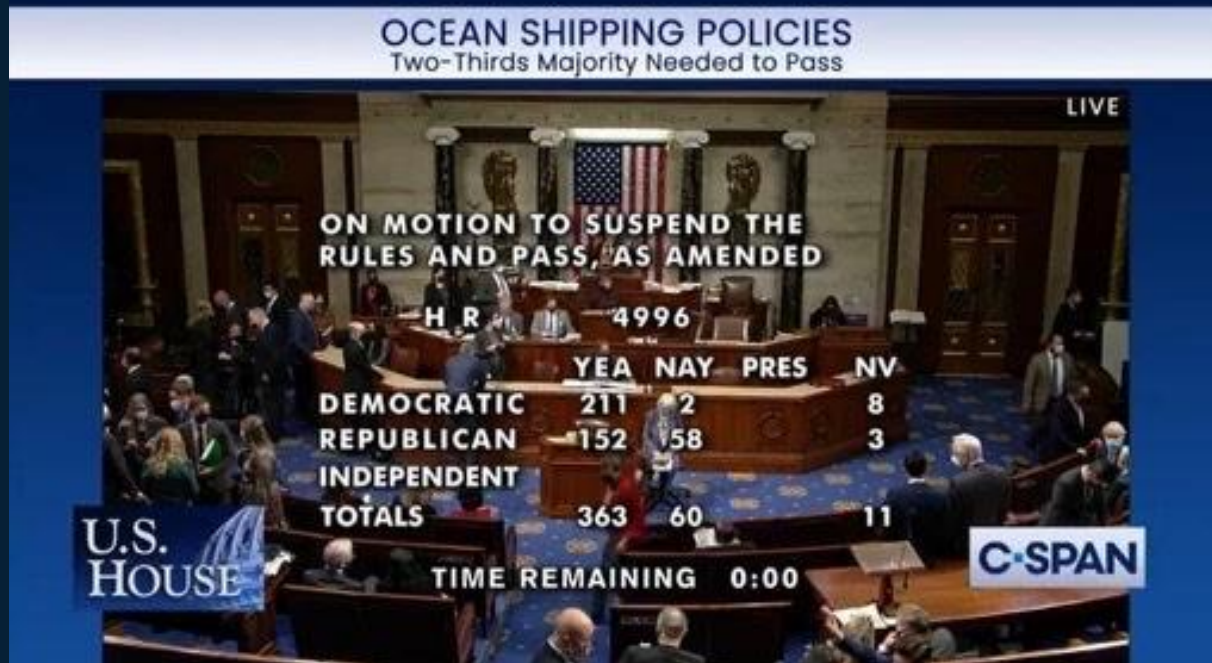 OCEAN SHIPPING POLICIES
Two-Thirds Majority Needed to Pass
LIVE
ON MOTION TO SUSPEND THE
RULES AND PASS, AS AMENDED
H R 4996
YEA NAY PRES NV
DEMOCRATIC 211 2 8
REPUBLICAN 152 58 3
INDEPENDENT
TOTALS 363 60 11
U.S.
HOUSE
C-SPAN
TIME REMAINING 0:00